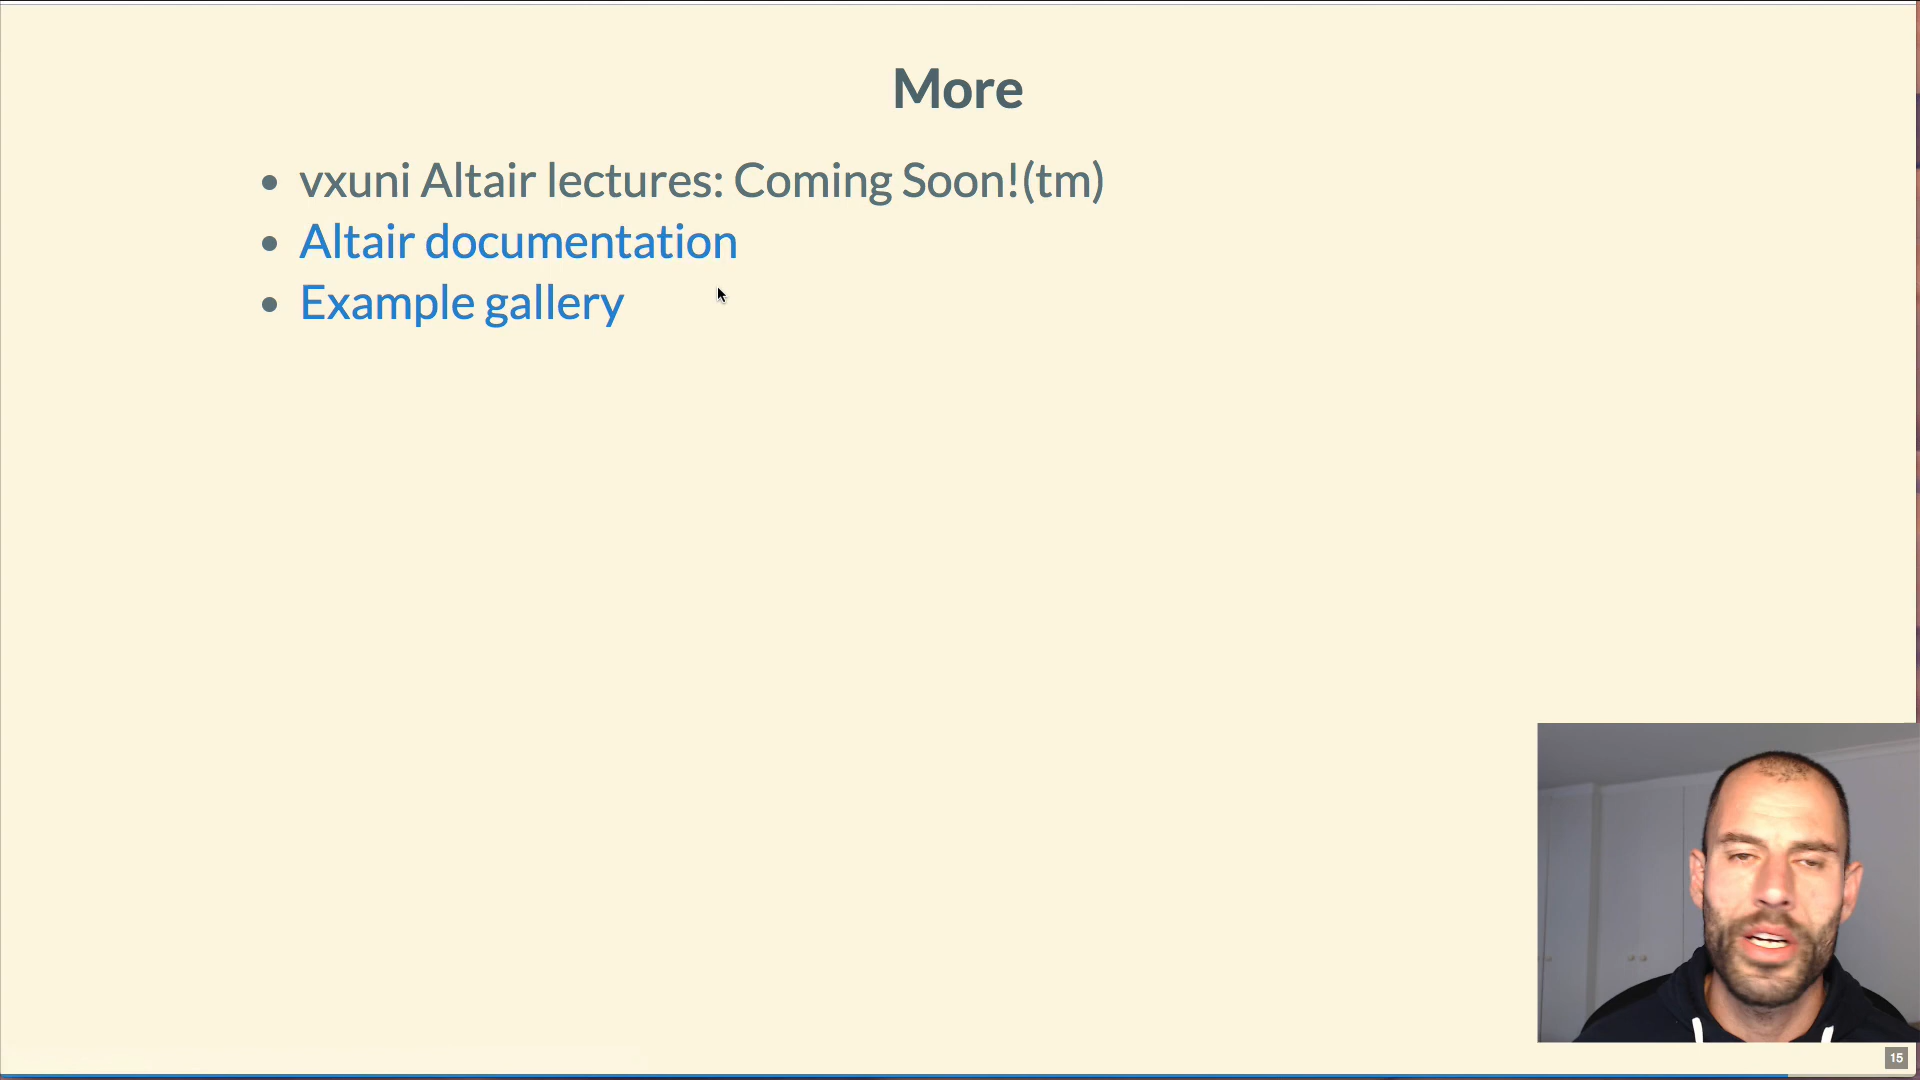 More
vxuni Altair lectures: Coming Soon!(tm)
Altair documentation
Example gallery
15